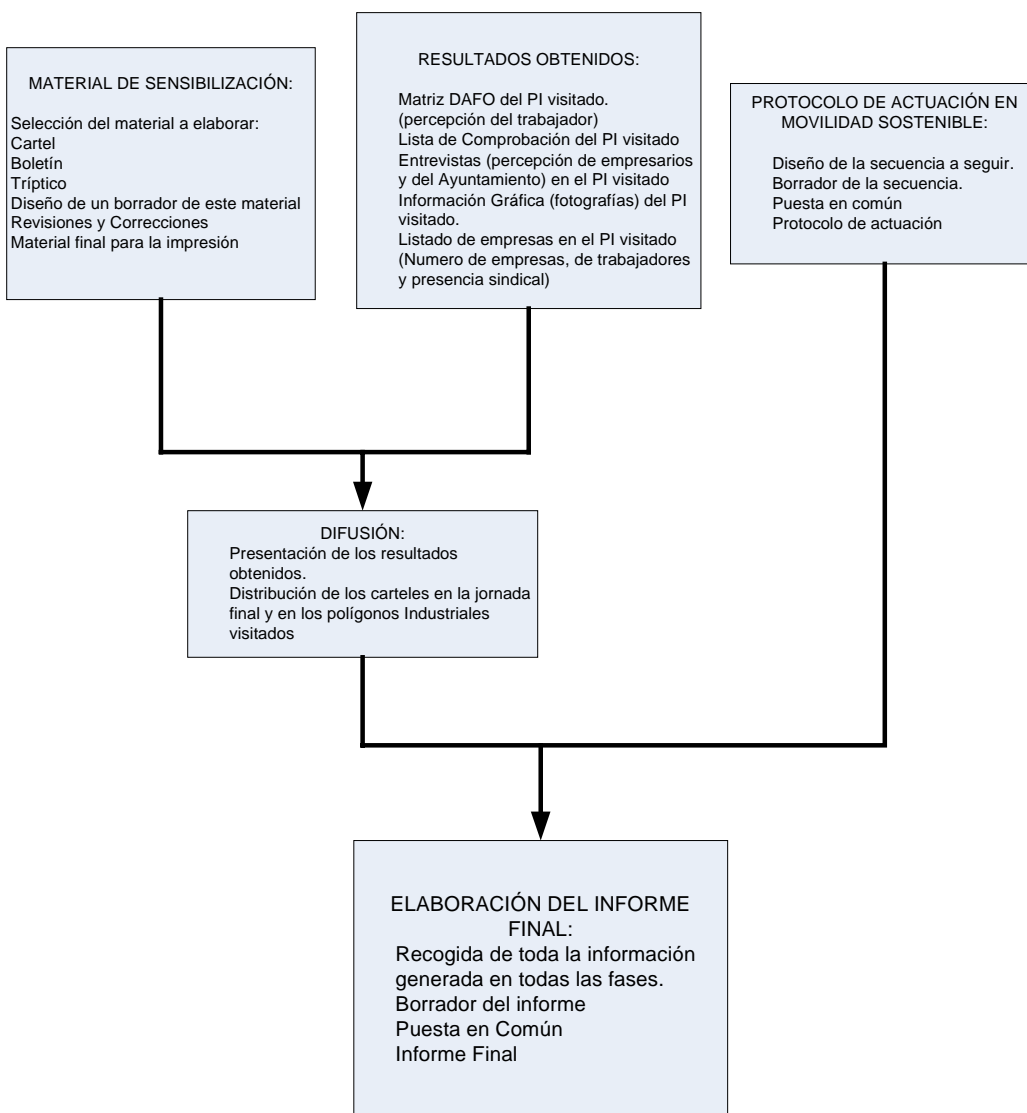 MATERIAL DE SENSIBILIZACIÓN:
Selección del material a elaborar:
Cartel
Boletín
Tríptico
Diseño de un borrador de este material
Revisiones y Correcciones
Material final para la impresión
RESULTADOS OBTENIDOS:
Matriz DAFO del PI visitado.
(percepción del trabajador)
Lista de Comprobación del PI visitado
Entrevistas (percepción de empresarios
y del Ayuntamiento) en el PI visitado
Información Gráfica (fotografías) del PI
visitado.
Listado de empresas en el PI visitado
(Numero de empresas, de trabajadores
y presencia sindical)
PROTOCOLO DE ACTUACIÓN EN
MOVILIDAD SOSTENIBLE:
Diseño de la secuencia a seguir.
Borrador de la secuencia.
Puesta en común
Protocolo de actuación
DIFUSIÓN:
Presentación de los resultados
obtenidos.
Distribución de los carteles en la jornada
final y en los polígonos Industriales
visitados
ELABORACIÓN DEL INFORME
FINAL:
Recogida de toda la información
generada en todas las fases.
Borrador del informe
Puesta en Común
Informe Final